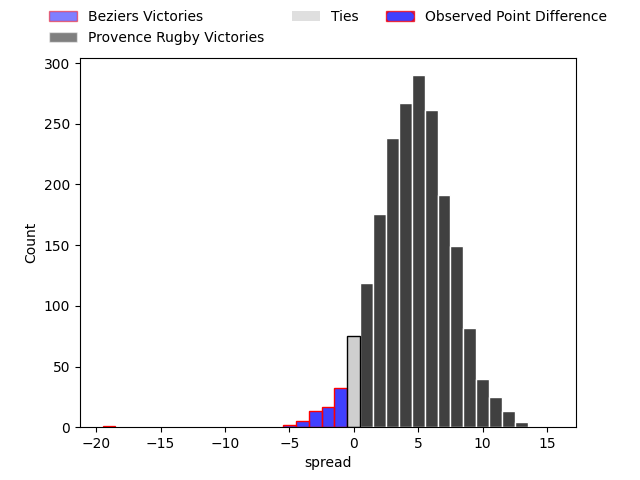 Beziers Victories
Ties
Observed Point Difference
Provence Rugby Victories
300
250
200
150
100
50
0
Count
−20 −15 −10 −5 0 5 10 15
spread